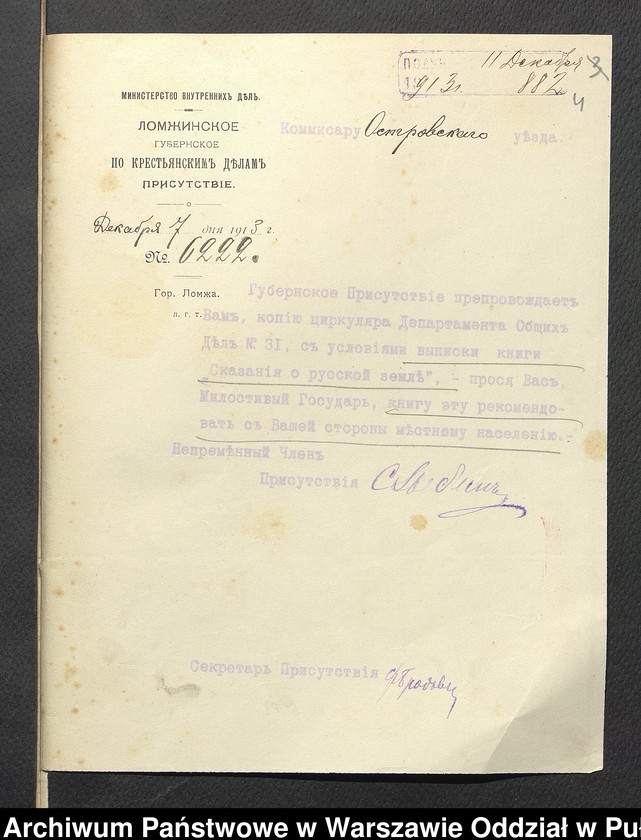 11 Декабря
1913 г. 882
3
4
МИНИСТЕРСТВО ВНУТРЕННИХЪ ДѢЛЪ.
ЛОМЖИНСКОЕ
ГУБЕРНСКОЕ
ПО КРЕСТЬЯНСКИМЪ ДѢЛАМЪ
ПРИСУТСТВІЕ.
Декабря 7 дня 1913 г.
№. 6222.
Гор. Ломжа.
п. г. т.
Коммисару Островскаго уѣзда.
Губернское Присутствіе препровождаетъ
Вамъ, копію циркуляра Департамента Общихъ
Дѣлъ № 31, съ условіями выписки книги
„Сказанія о русской землѣ", - прося Васъ,
Милостивый Государь, книгу эту рекомендо-
вать съ Вашей стороны мѣстному населенію.-
Непремѣнный Членъ
Присутствія
Секретарь Присутствія
Archiwum Państwowe w Warszawie Oddział w Pu